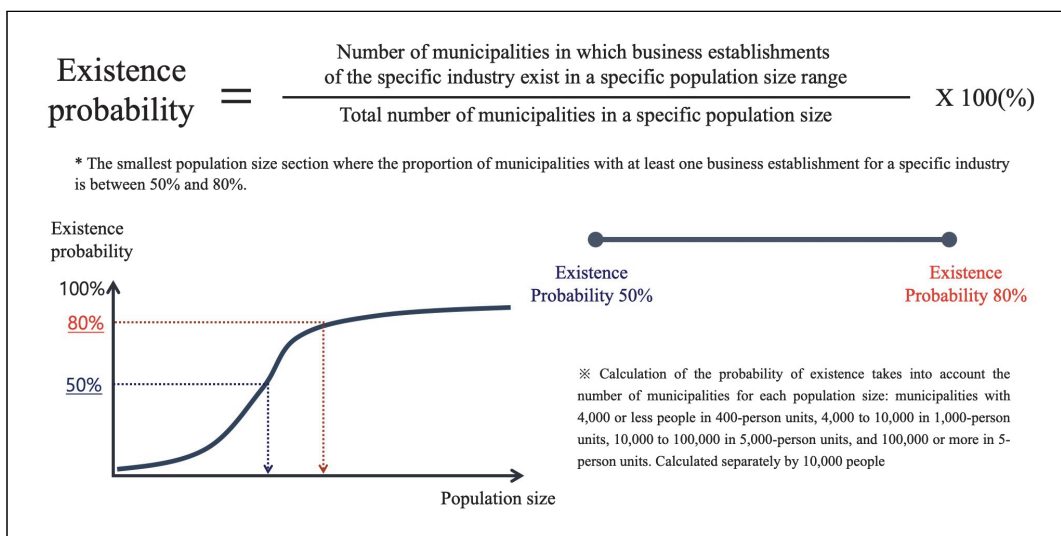 Existence
probability
=
Number of municipalities in which business establishments
of the specific industry exist in a specific population size range
Total number of municipalities in a specific population size
X 100(%)
* The smallest population size section where the proportion of municipalities with at least one business establishment for a specific industry
is between 50% and 80%.
Existence
probability
100%
80%
50%
Population size
Existence
Probability 50%
Existence
Probability 80%
※ Calculation of the probability of existence takes into account the
number of municipalities for each population size: municipalities with
4,000 or less people in 400-person units, 4,000 to 10,000 in 1,000-person
units, 10,000 to 100,000 in 5,000-person units, and 100,000 or more in 5-
person units. Calculated separately by 10,000 people